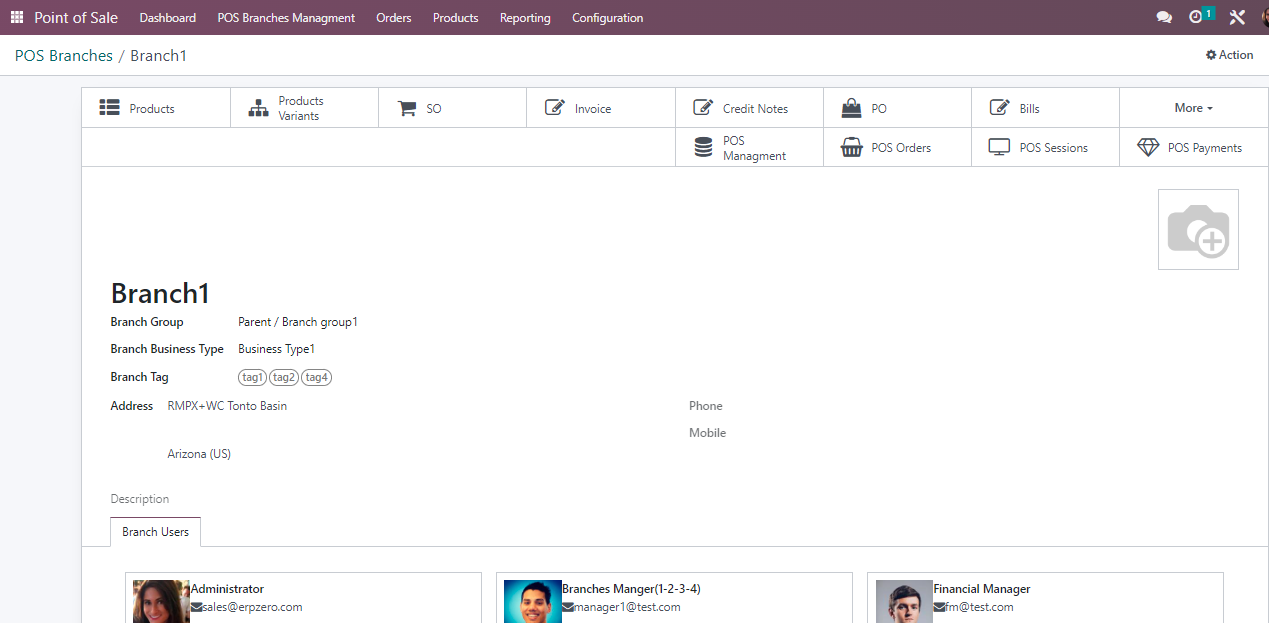 Point of Sale Dashboard POS Branches Managment Orders Products Reporting Configuration 1
POS Branches / Branch1 Action
Products Products Variants SO Invoice Credit Notes PO Bills More
POS Managment POS Orders POS Sessions POS Payments
Branch1
Branch Group Parent / Branch group1
Branch Business Type Business Type1
Branch Tag tag1 tag2 tag4
Address RMPX+WC Tonto Basin Phone
Mobile
Arizona (US)
Description
Branch Users
Administrator Branches Manger(1-2-3-4) Financial Manager
sales@erpzero.com manager1@test.com fm@test.com